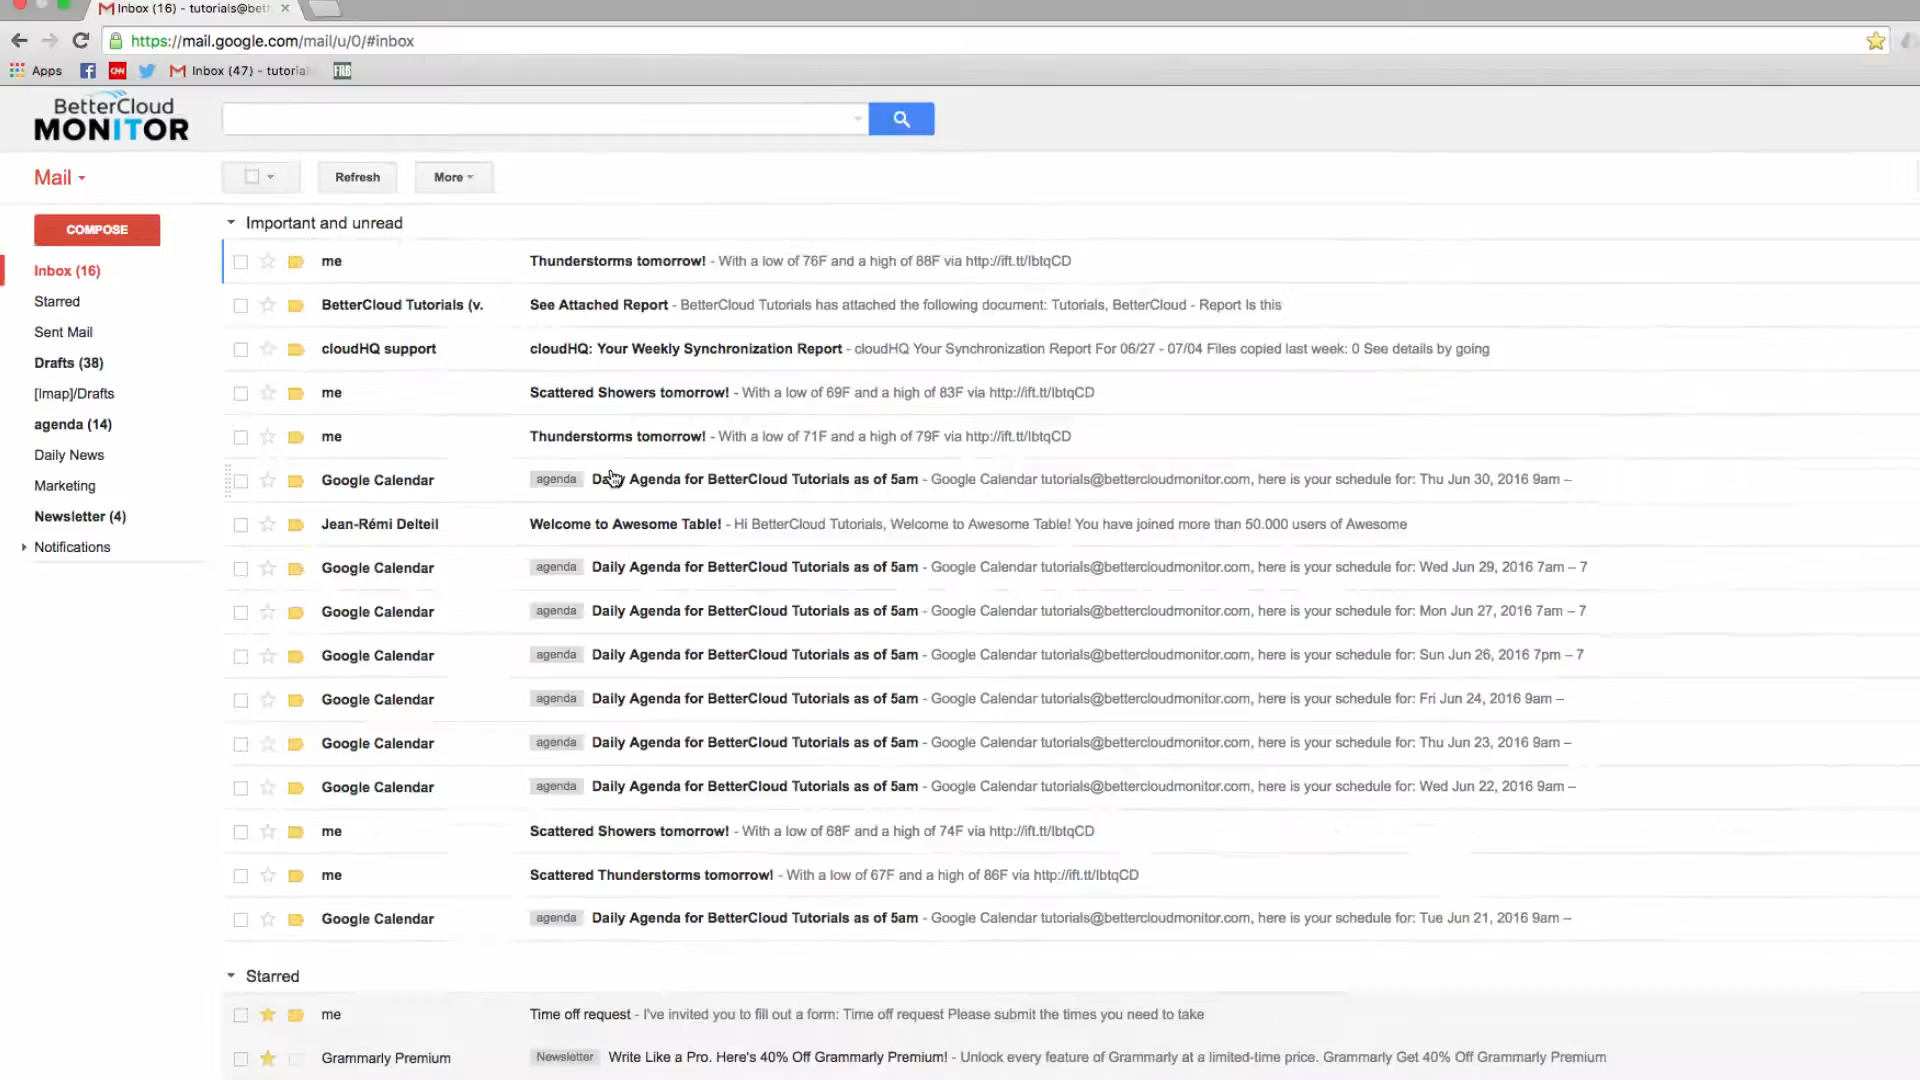 Inbox (16) - tutorials@bett
https://mail.google.com/mail/u/0/#inbox
Apps CNN Inbox (47) - tutoria FRB
BetterCloud
MONITOR
Mail
Refresh
More
COMPOSE
Inbox (16)
Starred
Sent Mail
Drafts (38)
[Imap]/Drafts
agenda (14)
Daily News
Marketing
Newsletter (4)
Notifications
Important and unread
me Thunderstorms tomorrow! - With a low of 76F and a high of 88F via http://ift.tt/IbtqCD
BetterCloud Tutorials (v. See Attached Report - BetterCloud Tutorials has attached the following document: Tutorials, BetterCloud - Report Is this
cloudHQ support cloudHQ: Your Weekly Synchronization Report - cloudHQ Your Synchronization Report For 06/27 - 07/04 Files copied last week: 0 See details by going
me Scattered Showers tomorrow! - With a low of 69F and a high of 83F via http://ift.tt/IbtqCD
me Thunderstorms tomorrow! - With a low of 71F and a high of 79F via http://ift.tt/IbtqCD
Google Calendar agenda Daily Agenda for BetterCloud Tutorials as of 5am - Google Calendar tutorials@bettercloudmonitor.com, here is your schedule for: Thu Jun 30, 2016 9am –
Jean-Rémi Delteil Welcome to Awesome Table! - Hi BetterCloud Tutorials, Welcome to Awesome Table! You have joined more than 50.000 users of Awesome
Google Calendar agenda Daily Agenda for BetterCloud Tutorials as of 5am - Google Calendar tutorials@bettercloudmonitor.com, here is your schedule for: Wed Jun 29, 2016 7am – 7
Google Calendar agenda Daily Agenda for BetterCloud Tutorials as of 5am - Google Calendar tutorials@bettercloudmonitor.com, here is your schedule for: Mon Jun 27, 2016 7am – 7
Google Calendar agenda Daily Agenda for BetterCloud Tutorials as of 5am - Google Calendar tutorials@bettercloudmonitor.com, here is your schedule for: Sun Jun 26, 2016 7pm – 7
Google Calendar agenda Daily Agenda for BetterCloud Tutorials as of 5am - Google Calendar tutorials@bettercloudmonitor.com, here is your schedule for: Fri Jun 24, 2016 9am –
Google Calendar agenda Daily Agenda for BetterCloud Tutorials as of 5am - Google Calendar tutorials@bettercloudmonitor.com, here is your schedule for: Thu Jun 23, 2016 9am –
Google Calendar agenda Daily Agenda for BetterCloud Tutorials as of 5am - Google Calendar tutorials@bettercloudmonitor.com, here is your schedule for: Wed Jun 22, 2016 9am –
me Scattered Showers tomorrow! - With a low of 68F and a high of 74F via http://ift.tt/IbtqCD
me Scattered Thunderstorms tomorrow! - With a low of 67F and a high of 86F via http://ift.tt/IbtqCD
Google Calendar agenda Daily Agenda for BetterCloud Tutorials as of 5am - Google Calendar tutorials@bettercloudmonitor.com, here is your schedule for: Tue Jun 21, 2016 9am –
Starred
me Time off request - I've invited you to fill out a form: Time off request Please submit the times you need to take
Grammarly Premium Newsletter Write Like a Pro. Here's 40% Off Grammarly Premium! - Unlock every feature of Grammarly at a limited-time price. Grammarly Get 40% Off Grammarly Premium